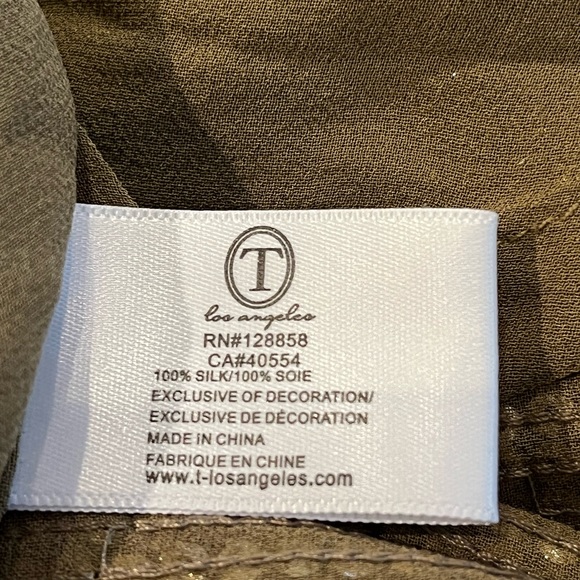 T
los angeles
RN#128858
CA#40554
100% SILK/100% SOIE
EXCLUSIVE OF DECORATION/
EXCLUSIVE DE DÉCORATION
MADE IN CHINA
FABRIQUE EN CHINE
www.t-losangeles.com